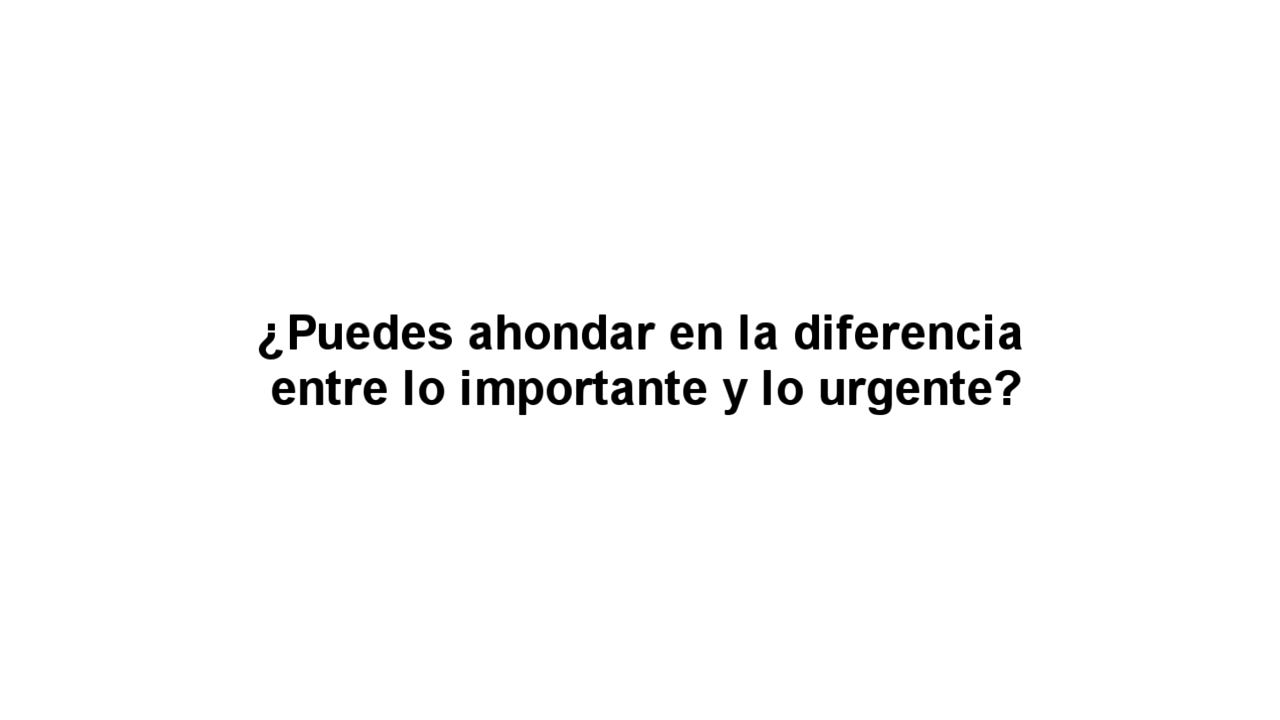 ¿Puedes ahondar en la diferencia
entre lo importante y lo urgente?